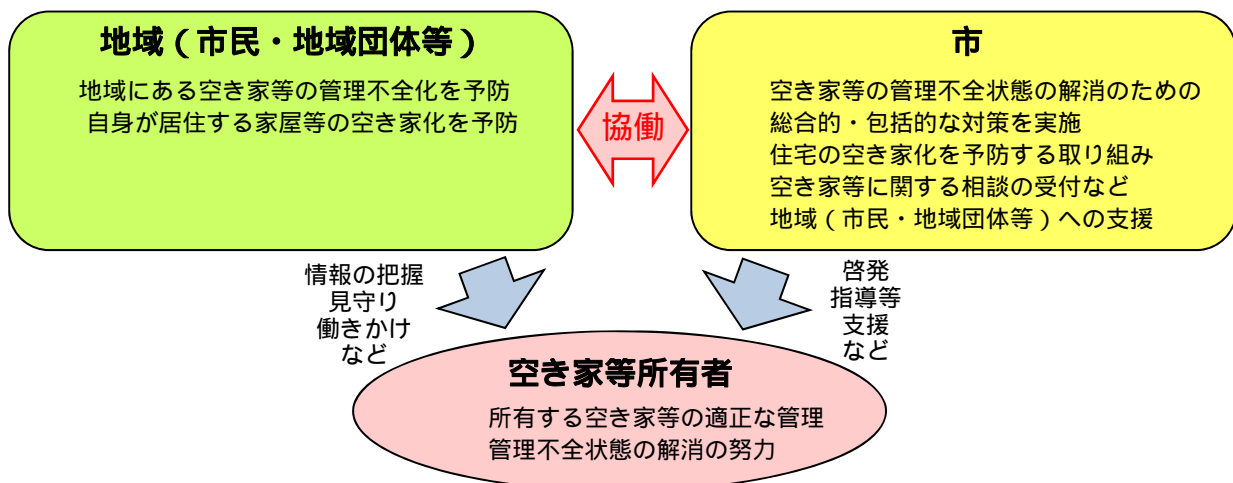 地域（市民・地域団体等）
地域にある空き家等の管理不全化を予防
自身が居住する家屋等の空き家化を予防
協働
市
空き家等の管理不全状態の解消のための
総合的・包括的な対策を実施
住宅の空き家化を予防する取り組み
空き家等に関する相談の受付など
地域（市民・地域団体等）への支援
情報の把握
見守り
働きかけ
など
啓発
指導等
支援
など
空き家等所有者
所有する空き家等の適正な管理
管理不全状態の解消の努力